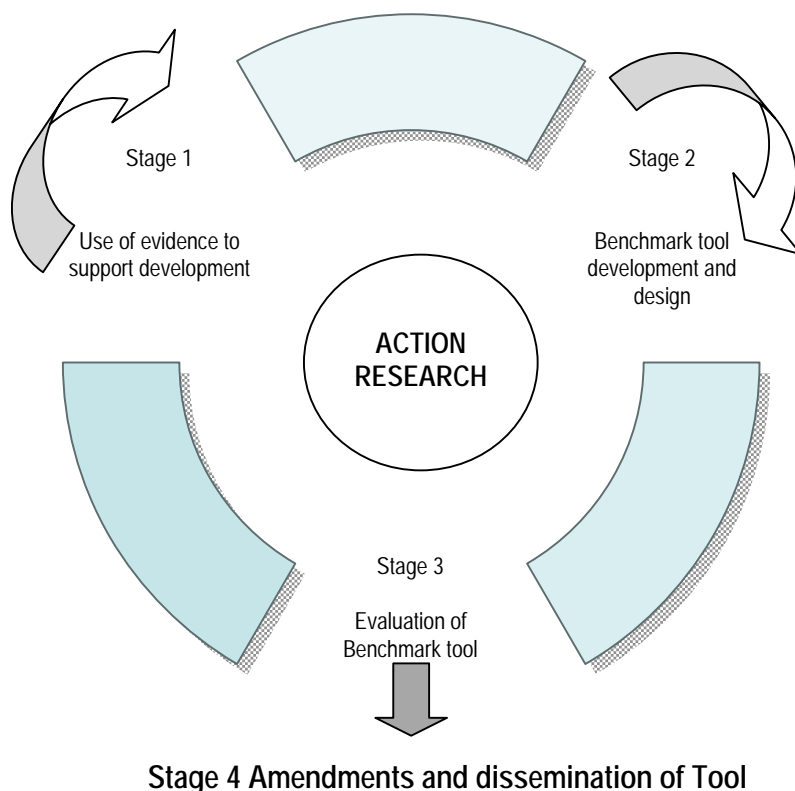 Stage 1
Use of evidence to
support development
Stage 2
Benchmark tool
development and
design
ACTION
RESEARCH
Stage 3
Evaluation of
Benchmark tool
Stage 4 Amendments and dissemination of Tool